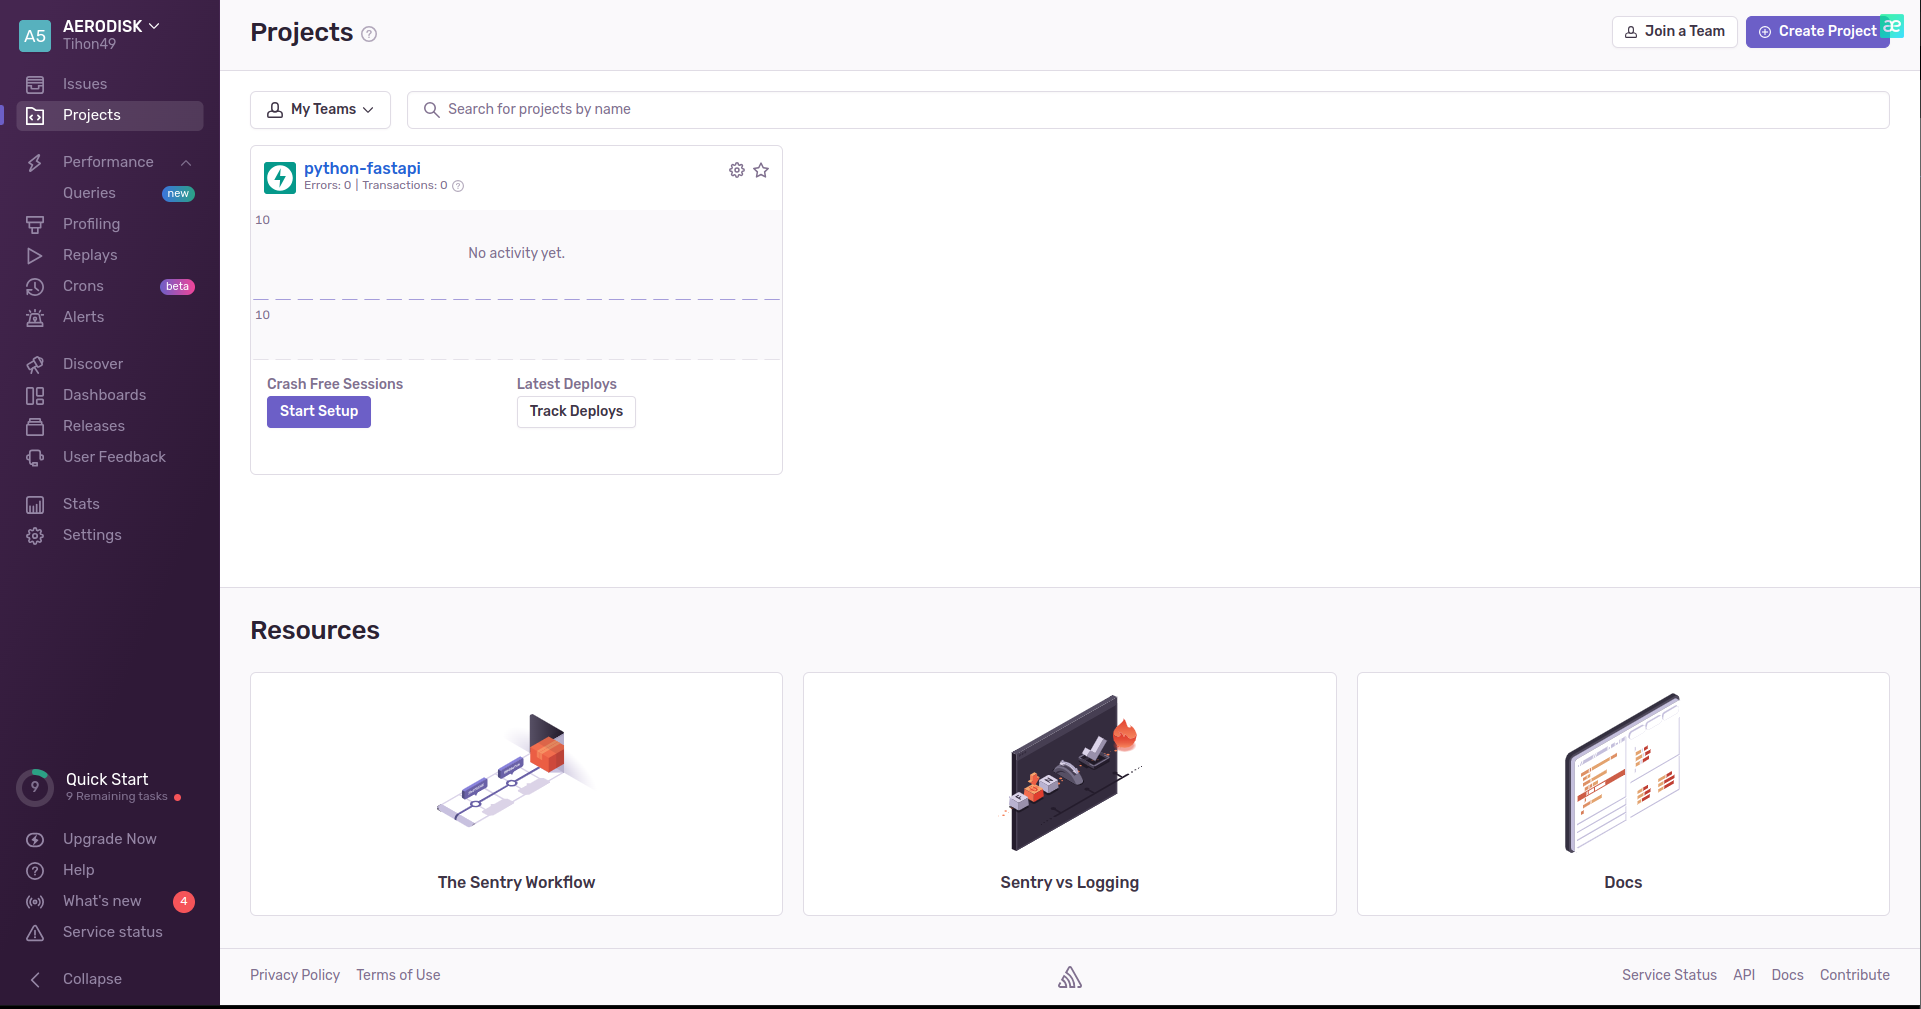 A5
AERODISK
Tihon49
Issues
Projects
Performance
Queries
new
Profiling
Replays
Crons
beta
Alerts
Discover
Dashboards
Releases
User Feedback
Stats
Settings
9
Quick Start
9 Remaining tasks
Upgrade Now
Help
What's new
4
Service status
Collapse
Projects
?
Join a Team
Create Project
æ
My Teams
Search for projects by name
python-fastapi
Errors: 0 | Transactions: 0 ?
10
No activity yet.
10
Crash Free Sessions
Latest Deploys
Start Setup
Track Deploys
Resources
The Sentry Workflow
Sentry vs Logging
Docs
Privacy Policy
Terms of Use
Service Status
API
Docs
Contribute